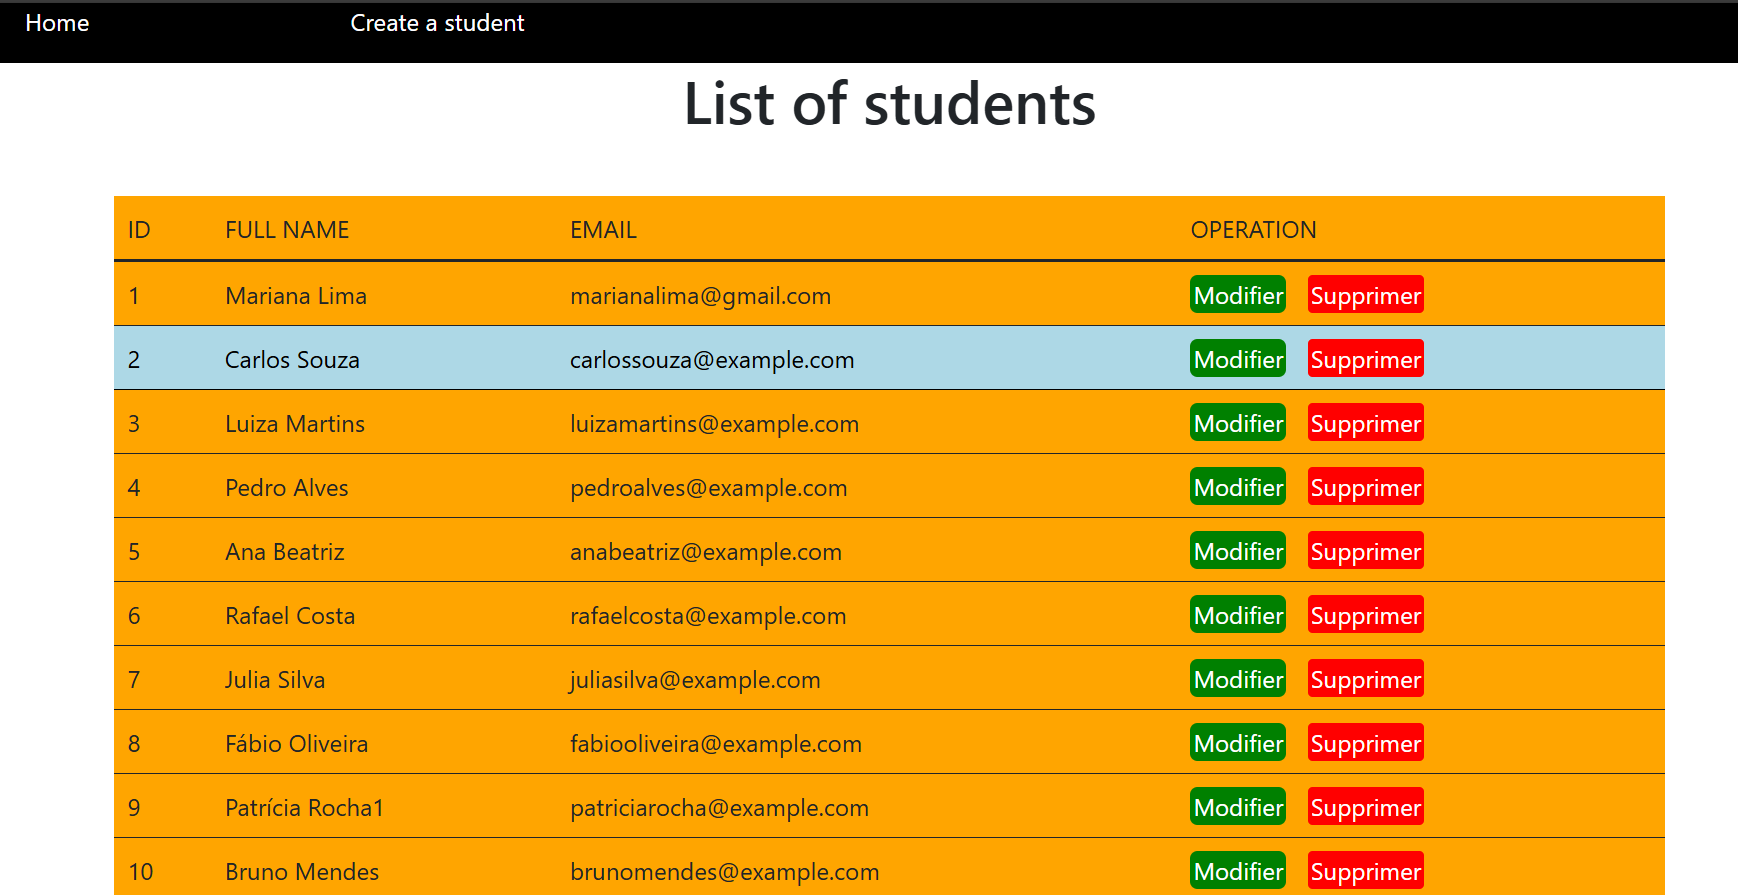 Home Create a student
List of students
ID FULL NAME EMAIL OPERATION
1 Mariana Lima marianalima@gmail.com Modifier Supprimer
2 Carlos Souza carlossouza@example.com Modifier Supprimer
3 Luiza Martins luizamartins@example.com Modifier Supprimer
4 Pedro Alves pedroalves@example.com Modifier Supprimer
5 Ana Beatriz anabeatriz@example.com Modifier Supprimer
6 Rafael Costa rafaelcosta@example.com Modifier Supprimer
7 Julia Silva juliasilva@example.com Modifier Supprimer
8 Fábio Oliveira fabiooliveira@example.com Modifier Supprimer
9 Patrícia Rocha1 patriciarocha@example.com Modifier Supprimer
10 Bruno Mendes brunomendes@example.com Modifier Supprimer